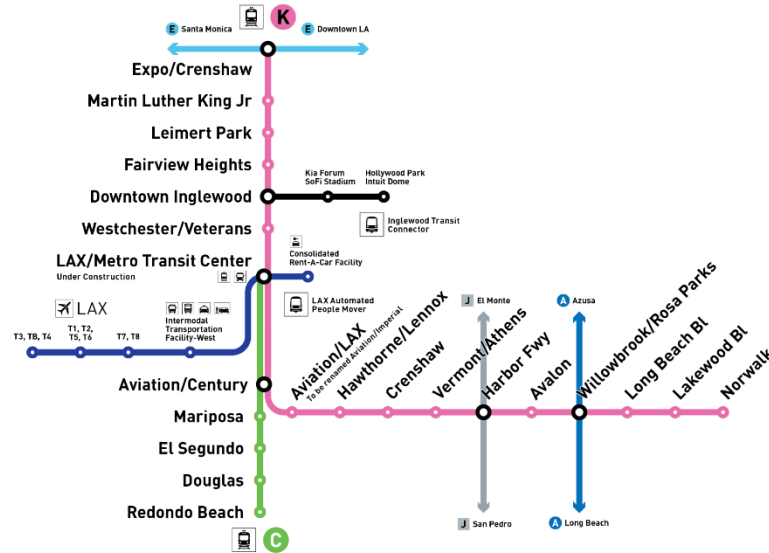 K
E Santa Monica
E Downtown LA
Expo/Crenshaw
Martin Luther King Jr
Leimert Park
Fairview Heights
Kia Forum
SoFi Stadium
Hollywood Park
Intuit Dome
Downtown Inglewood
Inglewood Transit
Connector
Westchester/Veterans
LAX/Metro Transit Center
Under Construction
Consolidated
Rent-A-Car Facility
LAX Automated
People Mover
LAX
Intermodal
Transportation
Facility-West
T3, TB, T4
T1, T2,
T5, T6
T7, T8
J El Monte
A Azusa
Aviation/Century
Aviation/LAX
To be renamed Aviation/Imperial
Hawthorne/Lennox
Crenshaw
Vermont/Athens
Harbor Fwy
Avalon
Willowbrook/Rosa Parks
Long Beach Bl
Lakewood Bl
Norwalk
Mariposa
El Segundo
Douglas
Redondo Beach
J San Pedro
A Long Beach
C